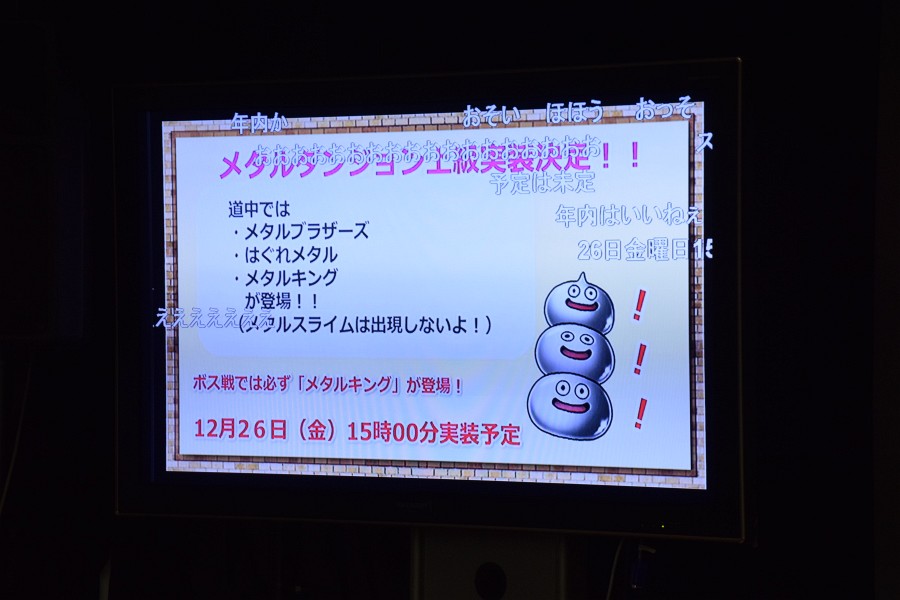 年内か
おそい
ほほう
おっそ
ス
おおおおおおおおおおおおおおおおおお
メタルダンジョン上級実装決定！！
予定は未定
年内はいいねぇ
26日金曜日15
道中では
・メタルブラザーズ
・はぐれメタル
・メタルキング
が登場！！
えええええええ
（メタルスライムは出現しないよ！）
！
！
！
ボス戦では必ず「メタルキング」が登場！
12月26日（金）15時00分実装予定